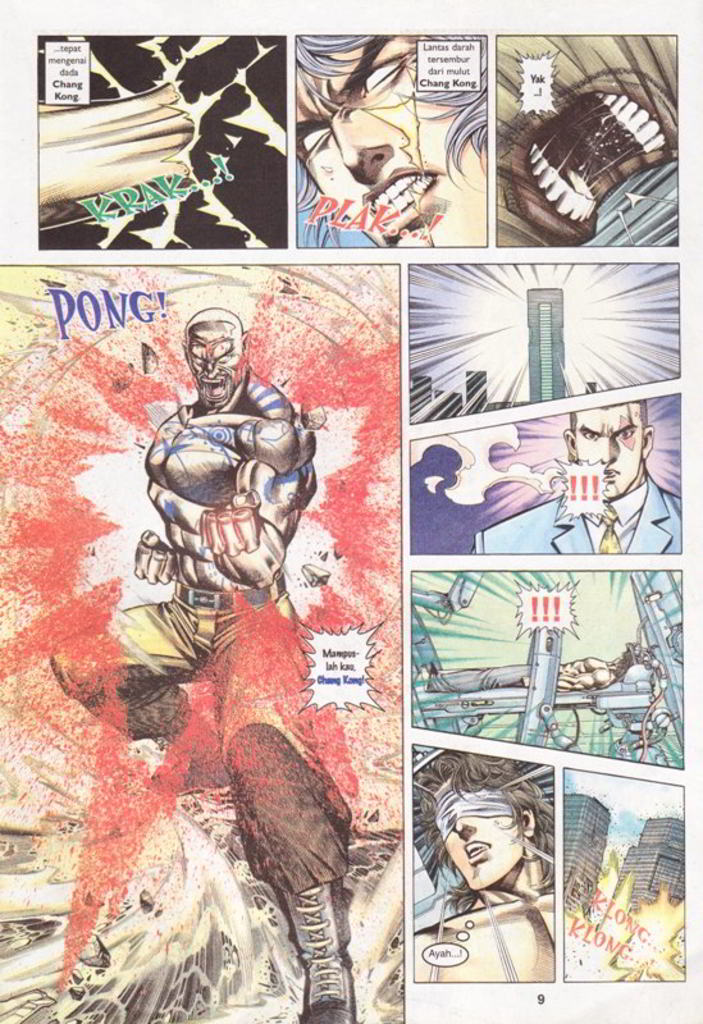 ...tepat
mengenai
dada
Chang
Kong.
KRAK...!
Lantas darah
tersembur
dari mulut
Chang Kong.
PLAK...!
Yak
...!
PONG!
Mampus-
lah kau,
Chang Kong!
!!!
!!!
Ayah...!
KLONG...
KLONG...
9